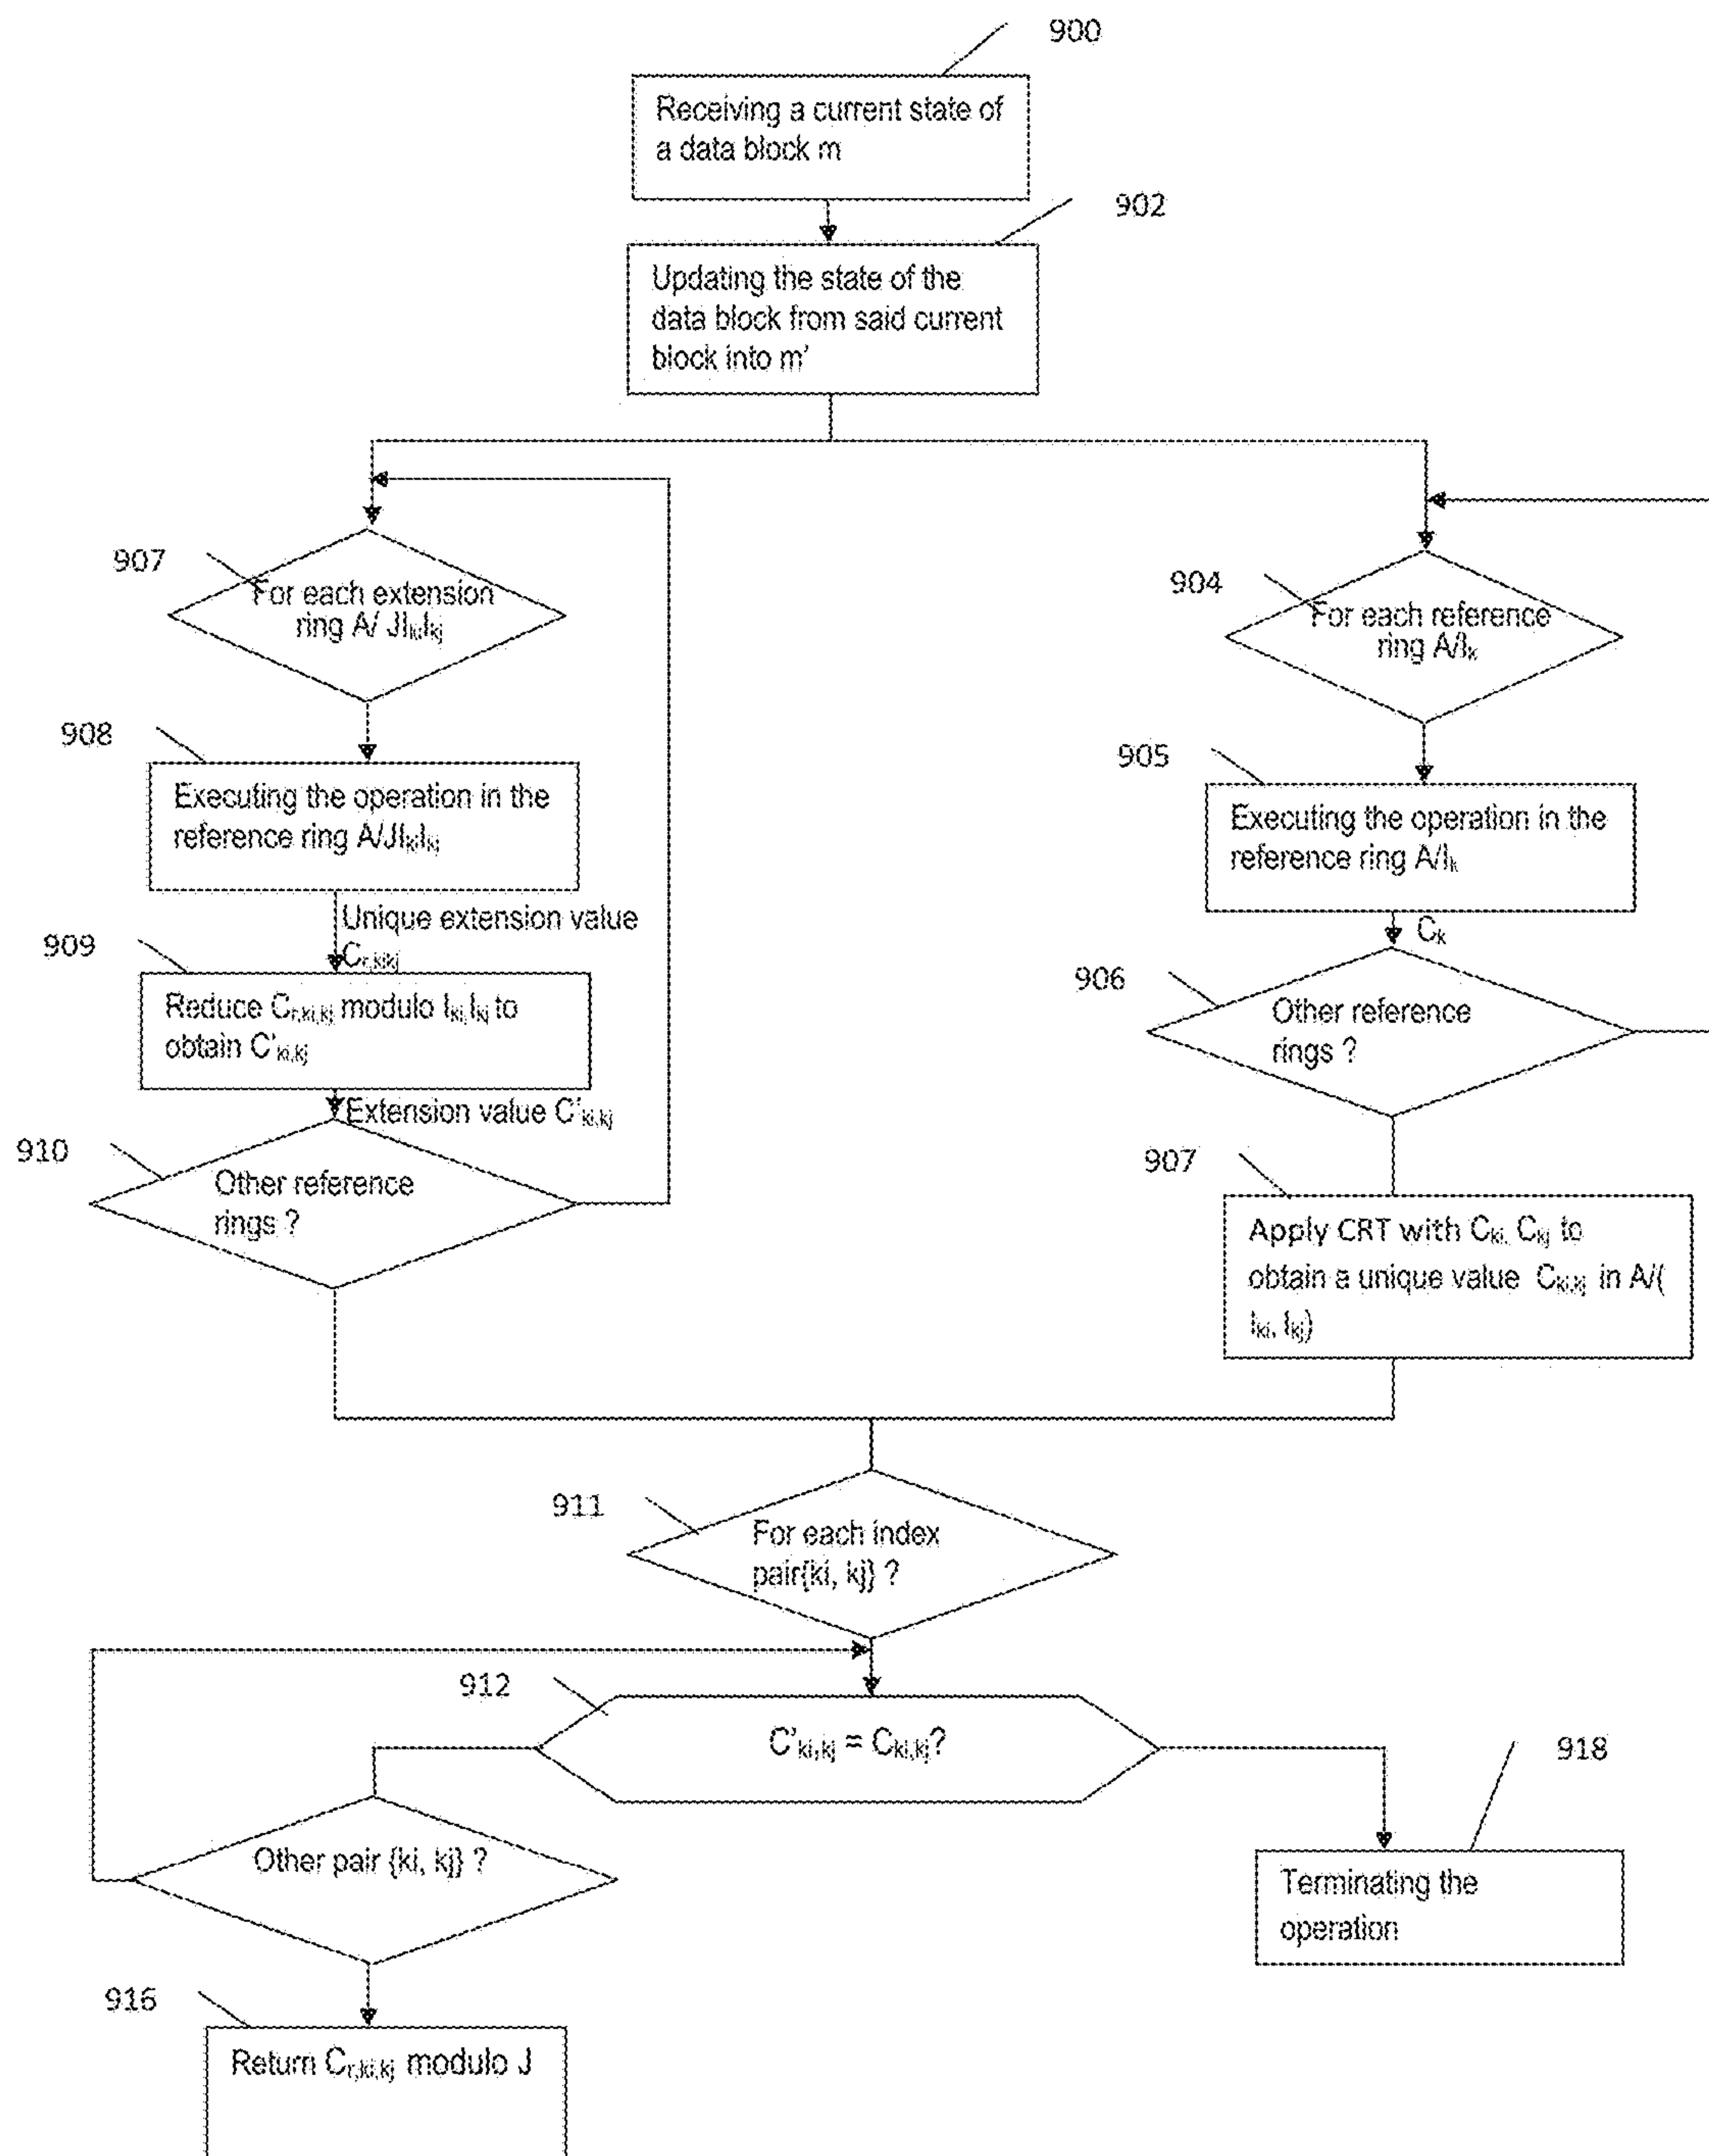 900
Receiving a current state of
a data block m
902
Updating the state of the
data block from said current
block into m'
907
For each extension
ring A/ JIkiIkj
904
For each reference
ring A/Ik
908
Executing the operation in the
reference ring A/JIkiIkj
905
Executing the operation in the
reference ring A/Ik
Unique extension value
Cr,kikj
Ck
909
Reduce Cr,ki,kj modulo Iki,Ikj to
obtain C'ki,kj
906
Other reference
rings ?
Extension value C'ki,kj
910
Other reference
rings ?
907
Apply CRT with Cki, Ckj to
obtain a unique value Cki,kj in A/(
Iki, Ikj)
911
For each index
pair{ki, kj} ?
912
C'ki,kj = Cki,kj?
918
Other pair {ki, kj} ?
Terminating the
operation
916
Return Cr,ki,kj modulo J